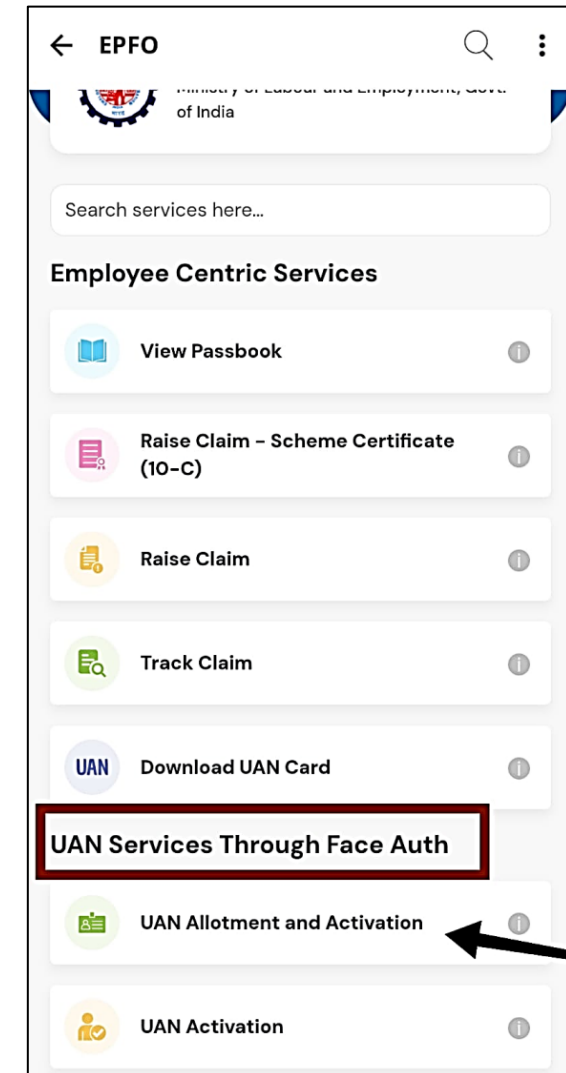 EPFO
Ministry of Labour and Employment, Govt.
of India
Search services here...
Employee Centric Services
View Passbook
Raise Claim – Scheme Certificate
(10-C)
Raise Claim
Track Claim
UAN
Download UAN Card
UAN Services Through Face Auth
UAN Allotment and Activation
UAN Activation